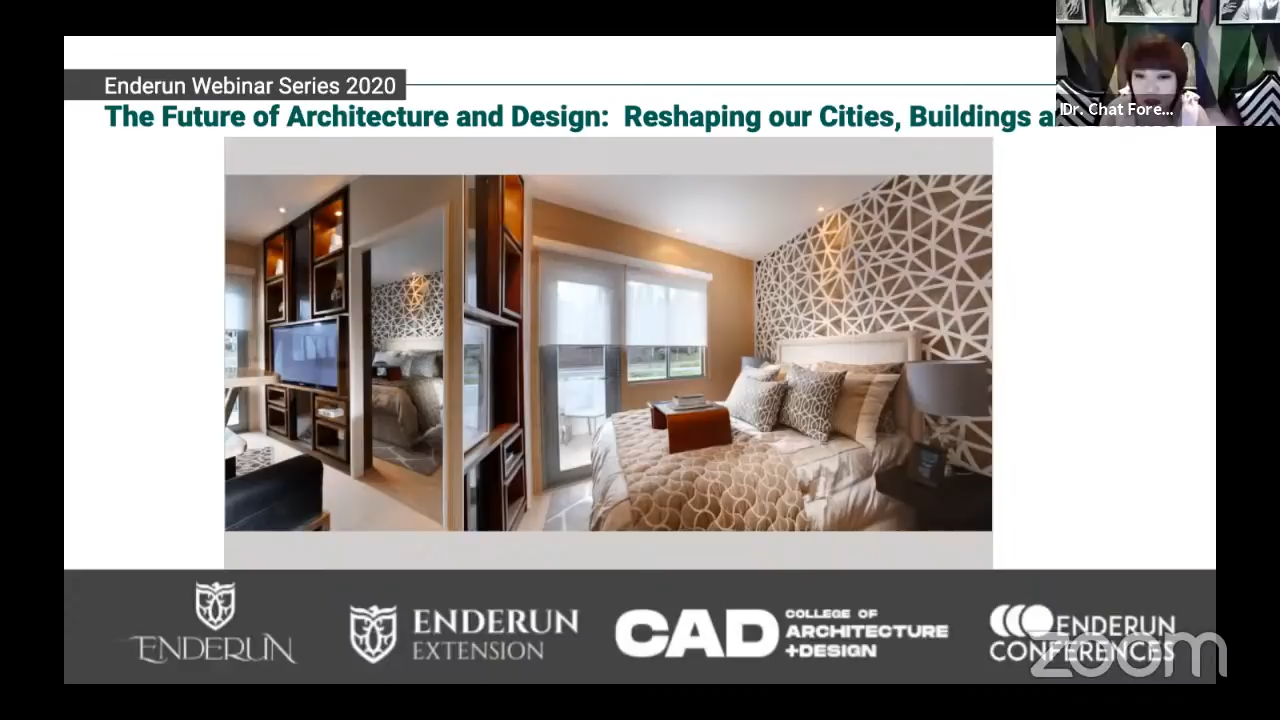 Enderun Webinar Series 2020
The Future of Architecture and Design: Reshaping our Cities, Buildings
Dr. Chat Fore...
ENDERUN
ENDERUN
EXTENSION
CAD
COLLEGE OF
ARCHITECTURE
+DESIGN
ENDERUN
CONFERENCES
zoom